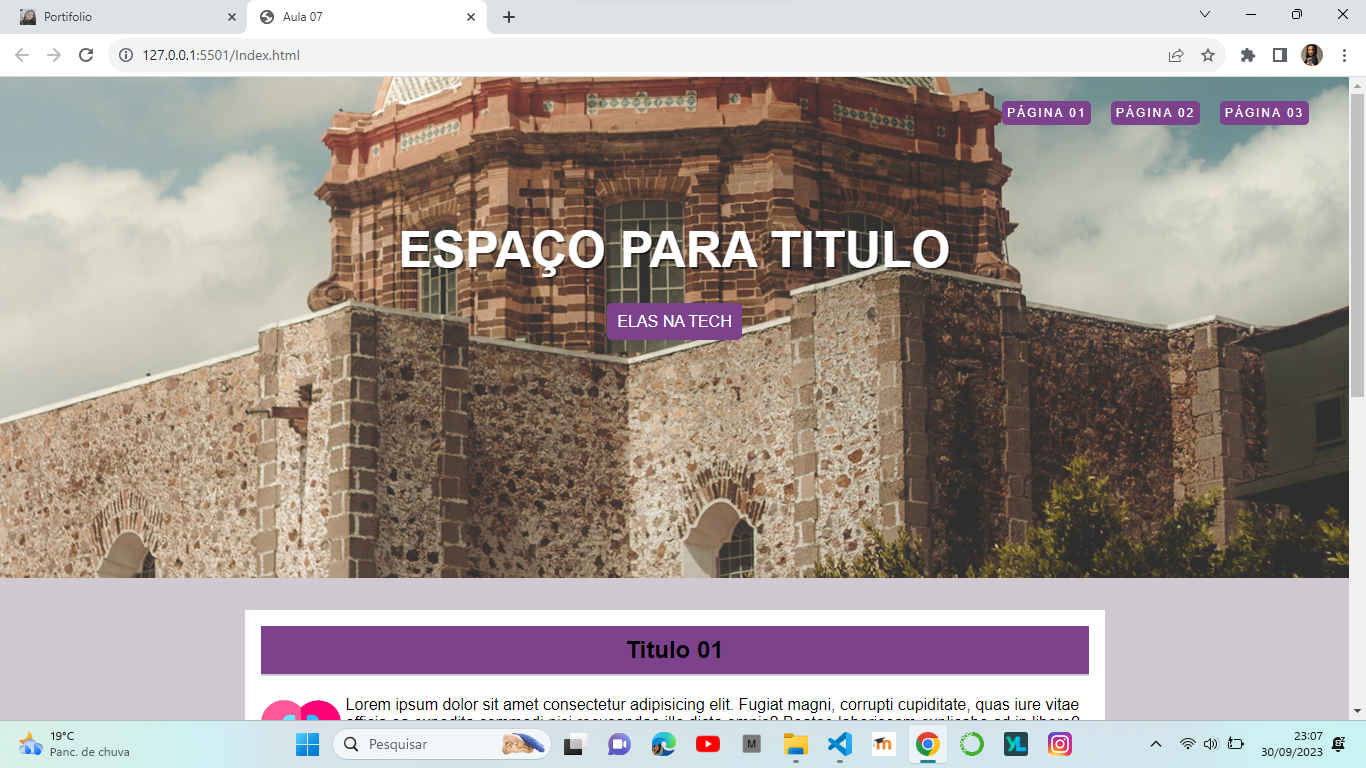 Portifolio
Aula 07
127.0.0.1:5501/Index.html
PÁGINA 01 PÁGINA 02 PÁGINA 03
ESPAÇO PARA TITULO
ELAS NA TECH
Titulo 01
Lorem ipsum dolor sit amet consectetur adipisicing elit. Fugiat magni, corrupti cupiditate, quas iure vitae
19°C
Panc. de chuva
Pesquisar
M
m
YL
23:07
30/09/2023